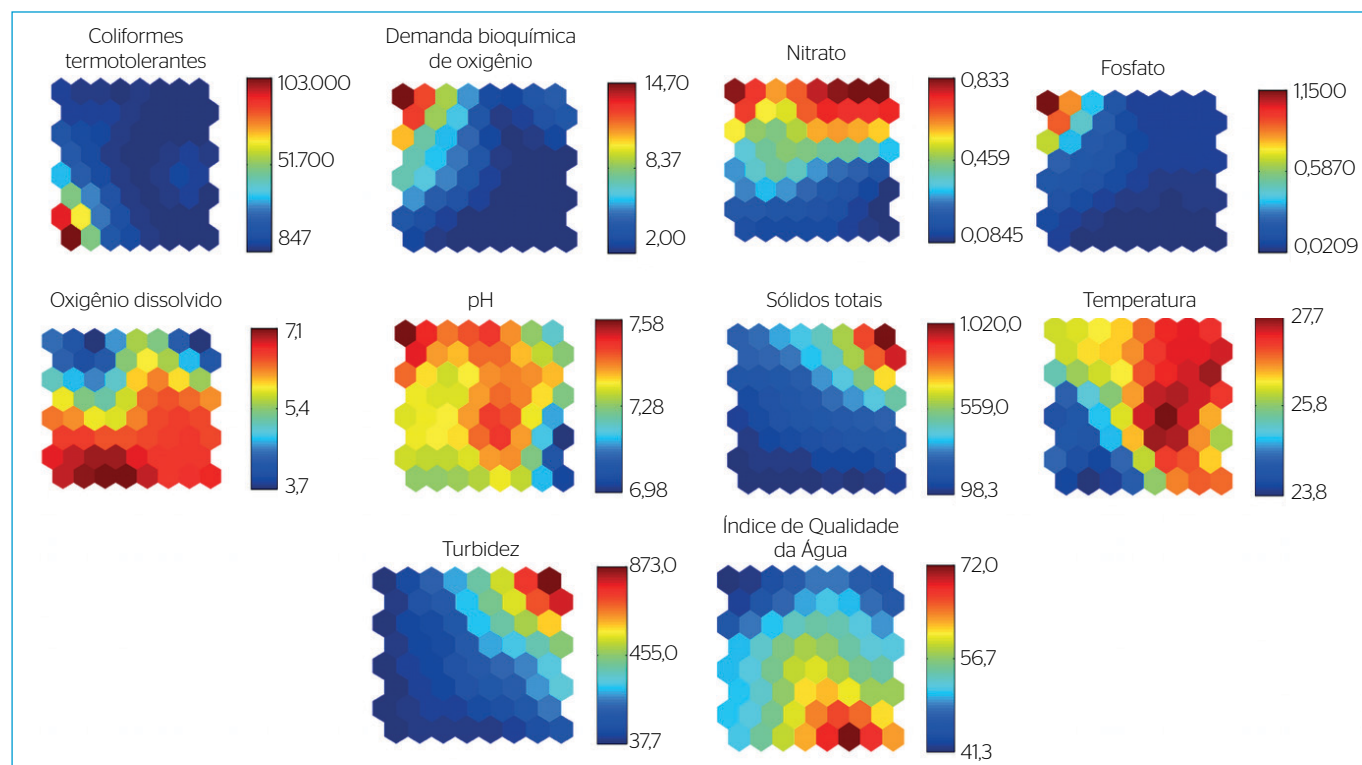 Coliformes
termotolerantes
103.000
51.700
847
Demanda bioquímica
de oxigênio
14,70
8,37
2,00
Nitrato
0,833
0,459
0,0845
Fosfato
1,1500
0,5870
0,0209
Oxigênio dissolvido
7,1
5,4
3,7
pH
7,58
7,28
6,98
Sólidos totais
1.020,0
559,0
98,3
Temperatura
27,7
25,8
23,8
Turbidez
873,0
455,0
37,7
Índice de Qualidade
da Água
72,0
56,7
41,3